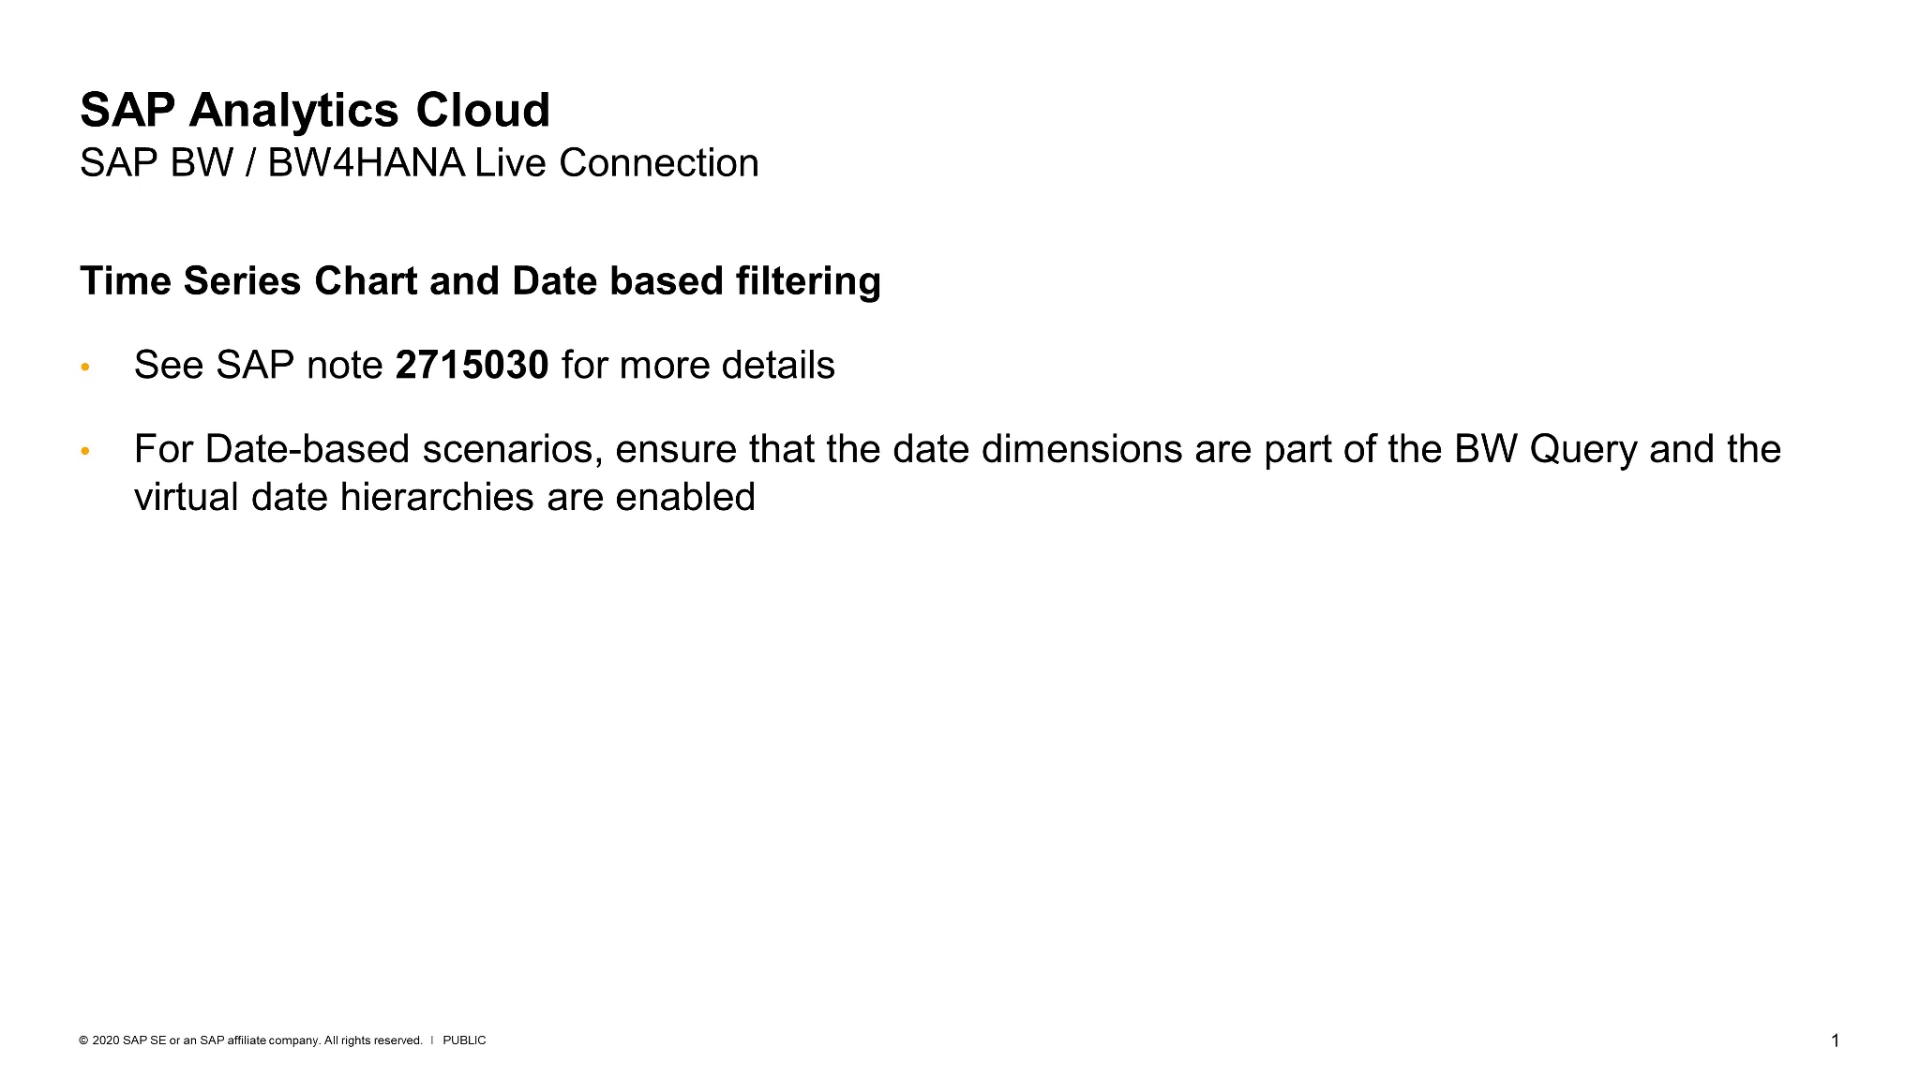 SAP Analytics Cloud
SAP BW / BW4HANA Live Connection
Time Series Chart and Date based filtering
• See SAP note 2715030 for more details
• For Date-based scenarios, ensure that the date dimensions are part of the BW Query and the
virtual date hierarchies are enabled
© 2020 SAP SE or an SAP affiliate company. All rights reserved. | PUBLIC
1